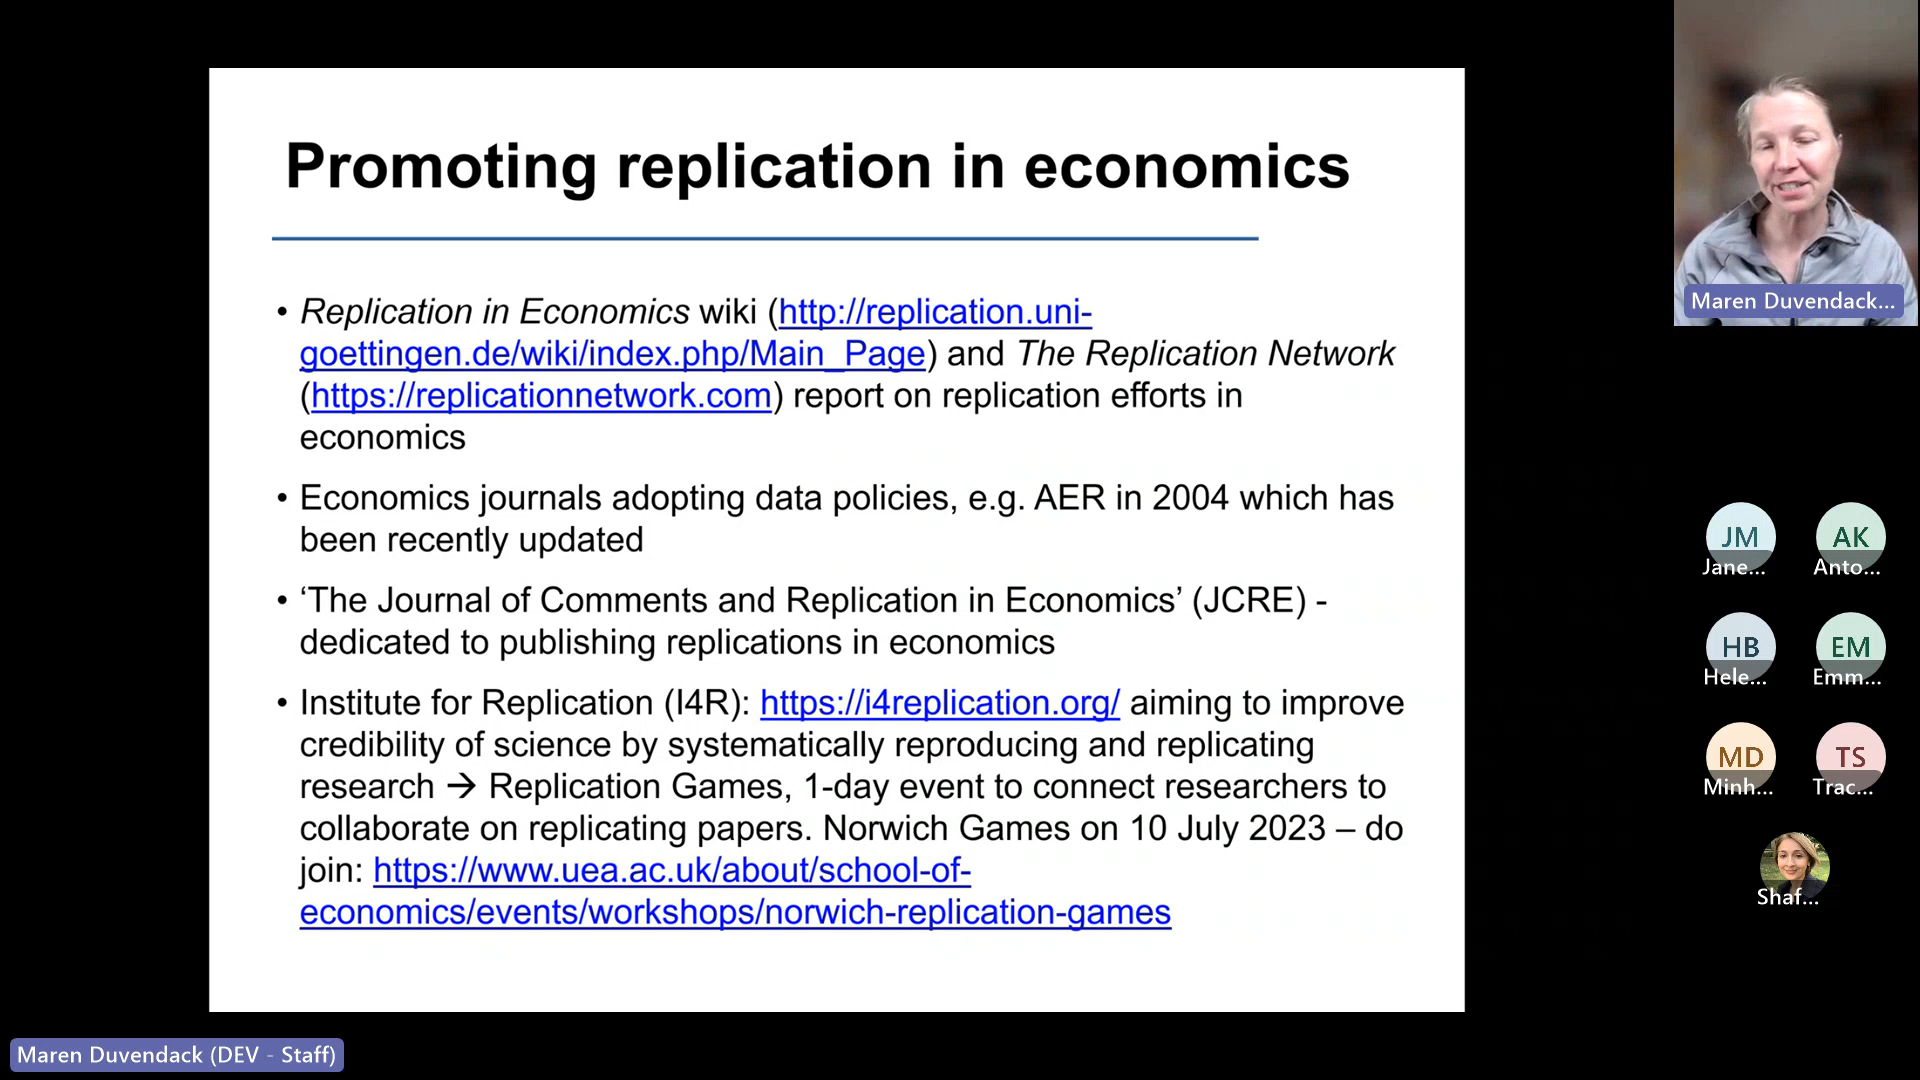 Promoting replication in economics
• Replication in Economics wiki (http://replication.uni-
goettingen.de/wiki/index.php/Main_Page) and The Replication Network
(https://replicationnetwork.com) report on replication efforts in
economics
• Economics journals adopting data policies, e.g. AER in 2004 which has
been recently updated
• ‘The Journal of Comments and Replication in Economics’ (JCRE) -
dedicated to publishing replications in economics
• Institute for Replication (I4R): https://i4replication.org/ aiming to improve
credibility of science by systematically reproducing and replicating
research → Replication Games, 1-day event to connect researchers to
collaborate on replicating papers. Norwich Games on 10 July 2023 – do
join: https://www.uea.ac.uk/about/school-of-
economics/events/workshops/norwich-replication-games
Maren Duvendack...
JM
Jane...
AK
Anto...
HB
Hele...
EM
Emm...
MD
Minh...
TS
Trac...
Shaf...
Maren Duvendack (DEV - Staff)